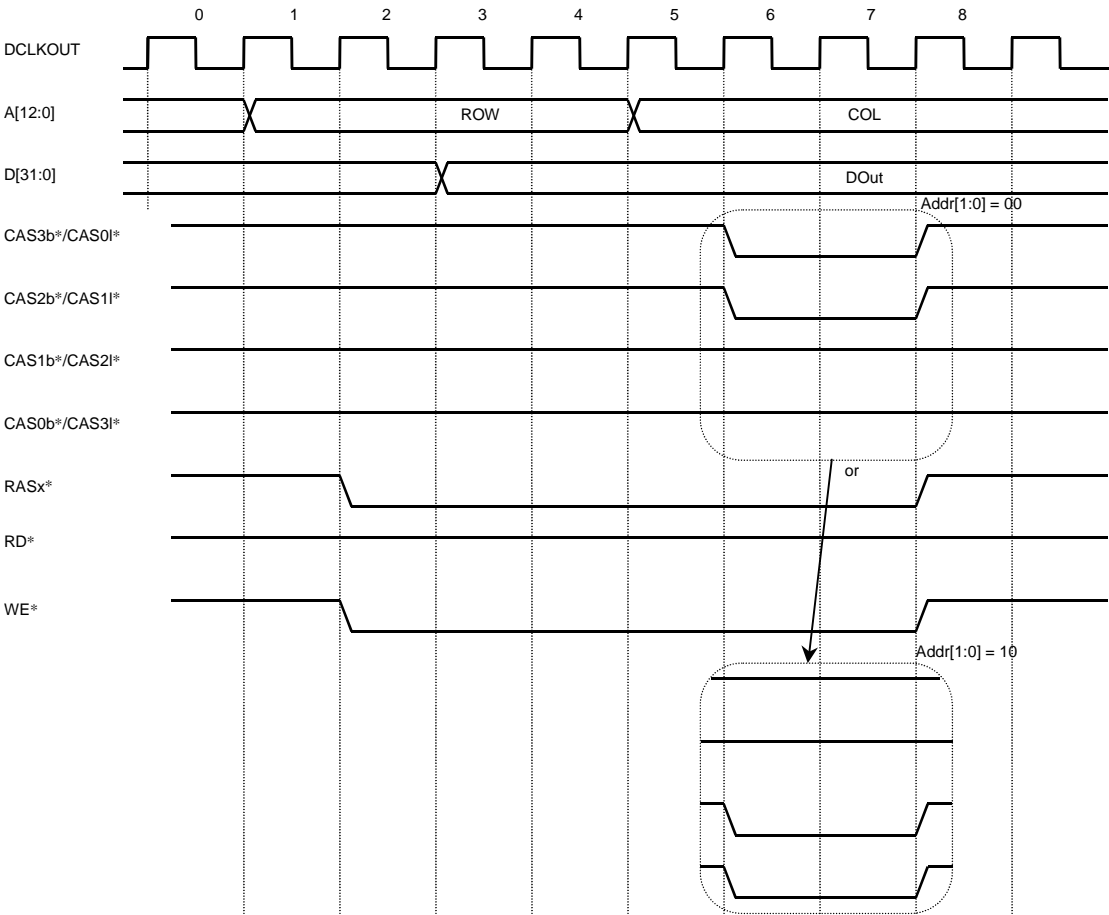 0 1 2 3 4 5 6 7 8
DCLKOUT
A[12:0] ROW COL
D[31:0] DOut
Addr[1:0] = 00
CAS3b*/CAS0l*
CAS2b*/CAS1l*
CAS1b*/CAS2l*
CAS0b*/CAS3l*
or
RASx*
RD*
WE*
Addr[1:0] = 10